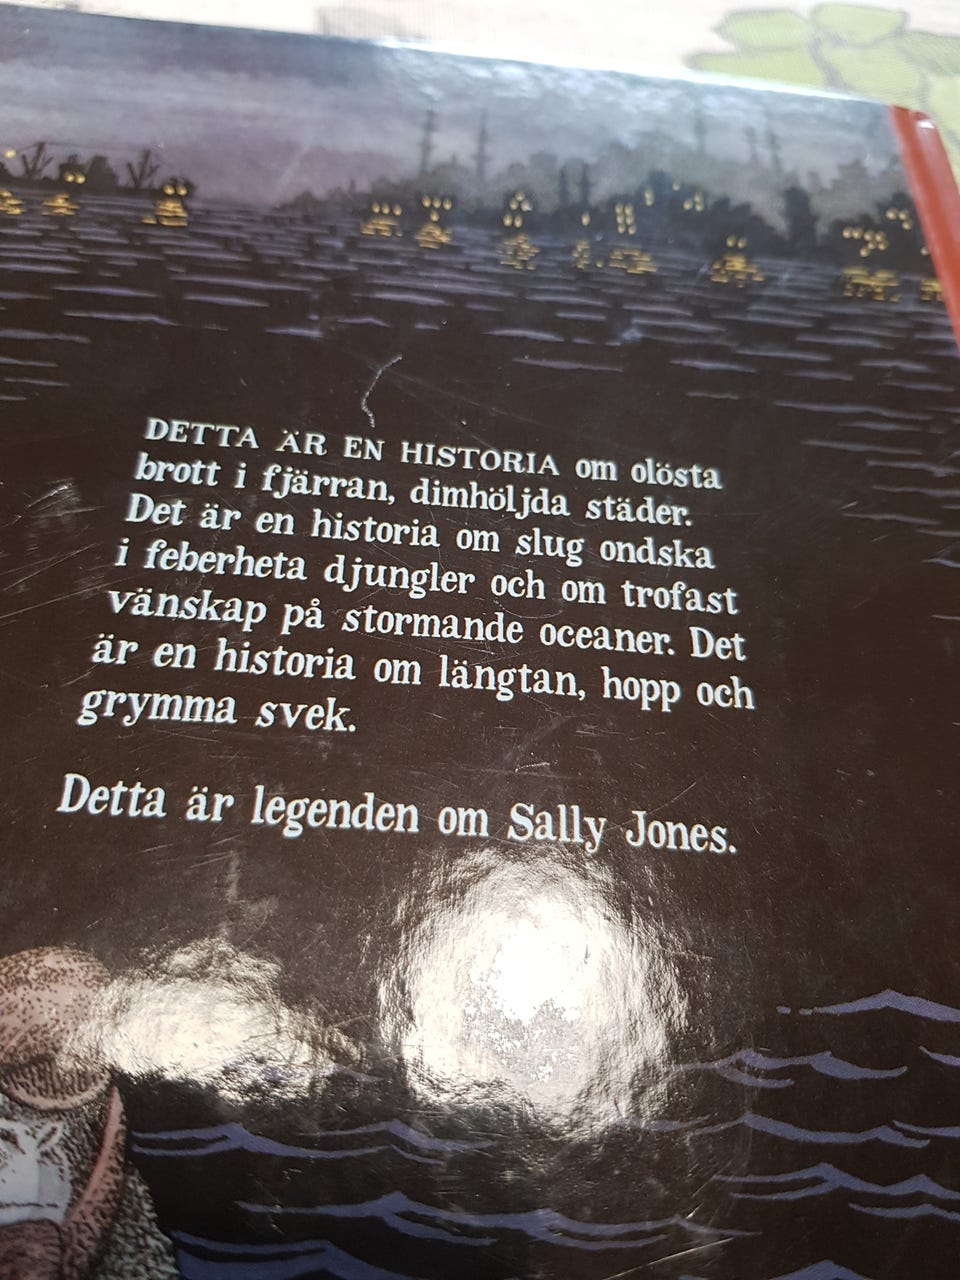 DETTA ÄR EN HISTORIA om olösta
brott i fjärran, dimhöljda städer.
Det är en historia om slug ondska
i feberheta djungler och om trofast
vänskap på stormande oceaner. Det
är en historia om längtan, hopp och
grymma svek.
Detta är legenden om Sally Jones.